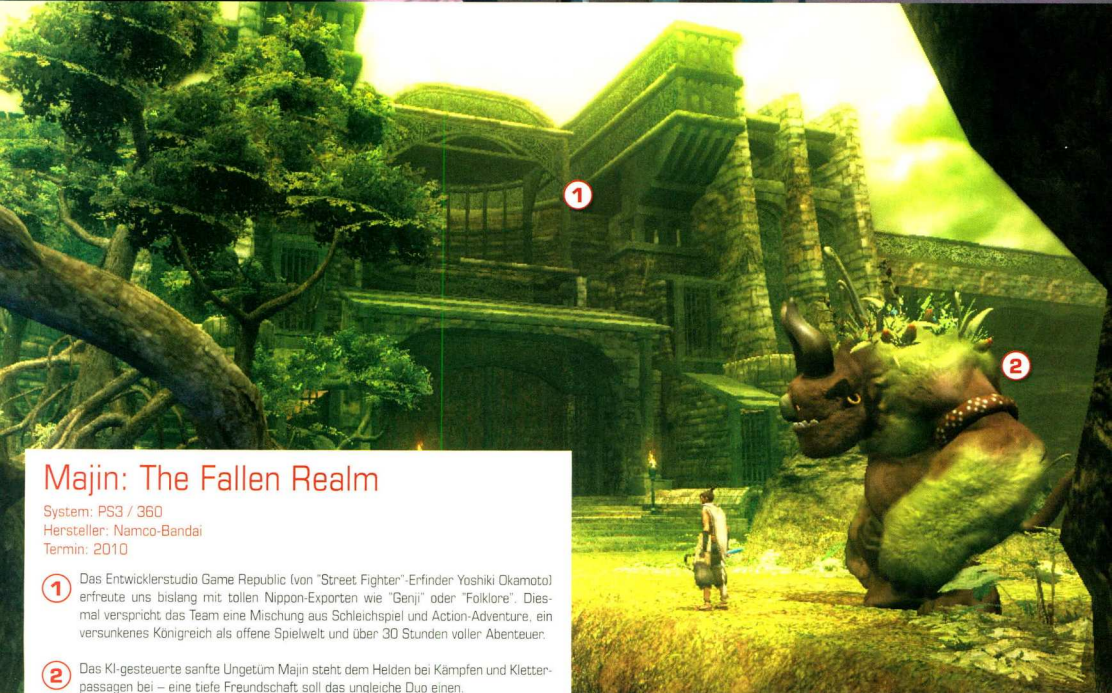 1
2
Majin: The Fallen Realm
System: PS3 / 360
Hersteller: Namco-Bandai
Termin: 2010
1 Das Entwicklerstudio Game Republic (von "Street Fighter"-Erfinder Yoshiki Okamoto)
erfreute uns bislang mit tollen Nippon-Exporten wie "Genji" oder "Folklore". Dies-
mal verspricht das Team eine Mischung aus Schleichspiel und Action-Adventure, ein
versunkenes Königreich als offene Spielwelt und über 30 Stunden voller Abenteuer.
2 Das KI-gesteuerte sanfte Ungetüm Majin steht dem Helden bei Kämpfen und Kletter-
passagen bei – eine tiefe Freundschaft soll das ungleiche Duo einen.